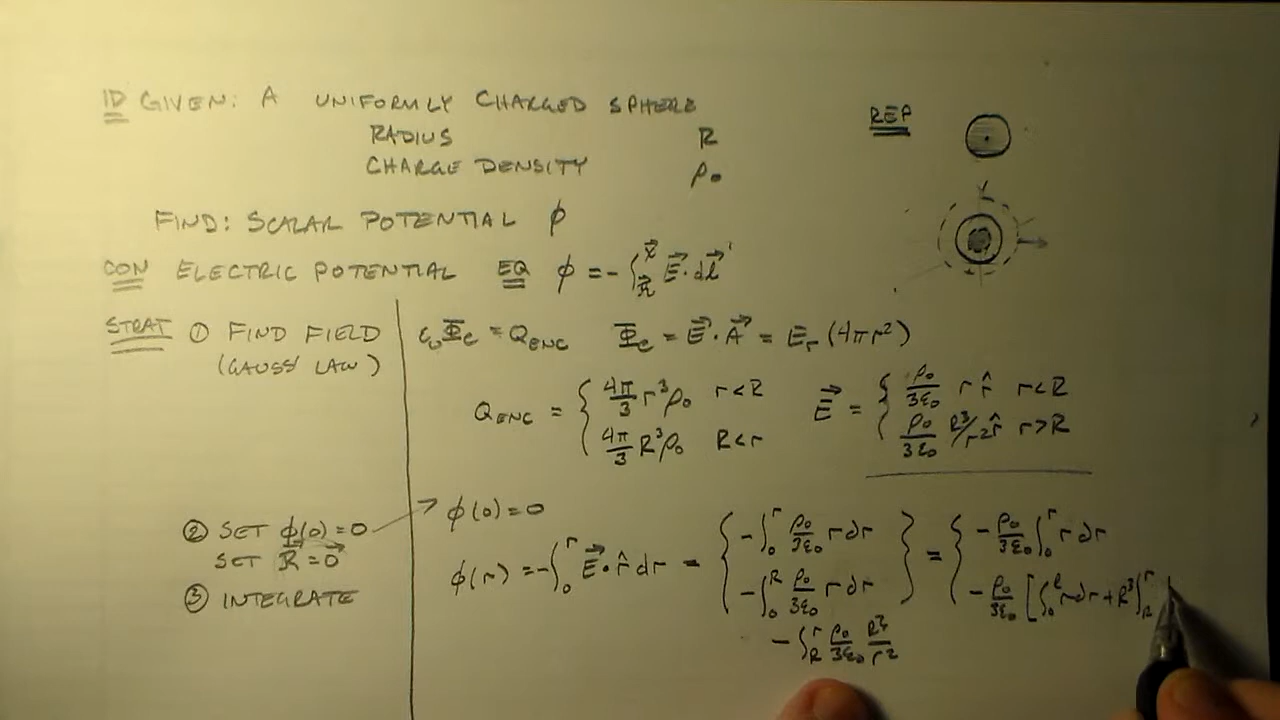 ID GIVEN: A UNIFORMLY CHARGED SPHERE
RADIUS R
CHARGE DENSITY ρ₀
REP
FIND: SCALAR POTENTIAL φ
CON ELECTRIC POTENTIAL EQ φ = -∫ E⃗·dl⃗'
STRAT ① FIND FIELD
(GAUSS' LAW)
ε₀Φₑ = Q_ENC Φₑ = E⃗·A⃗ = Eᵣ(4πr²)
Q_ENC = { 4π/3 r³ρ₀ r<R
4π/3 R³ρ₀ R<r
E⃗ = { ρ₀/3ε₀ r r̂ r<R
ρ₀/3ε₀ R³/r² r̂ r>R
② SET φ(0)=0
SET R⃗ = 0⃗
③ INTEGRATE
φ(0)=0
φ(r) = -∫₀^r E⃗·r̂ dr = { -∫₀^r ρ₀/3ε₀ r dr } = { -ρ₀/3ε₀ ∫₀^r r dr
-∫₀^R ρ₀/3ε₀ r dr
-∫_R^r ρ₀/3ε₀ R³/r²
-ρ₀/3ε₀ [∫₀^R r dr + R³∫_R^r